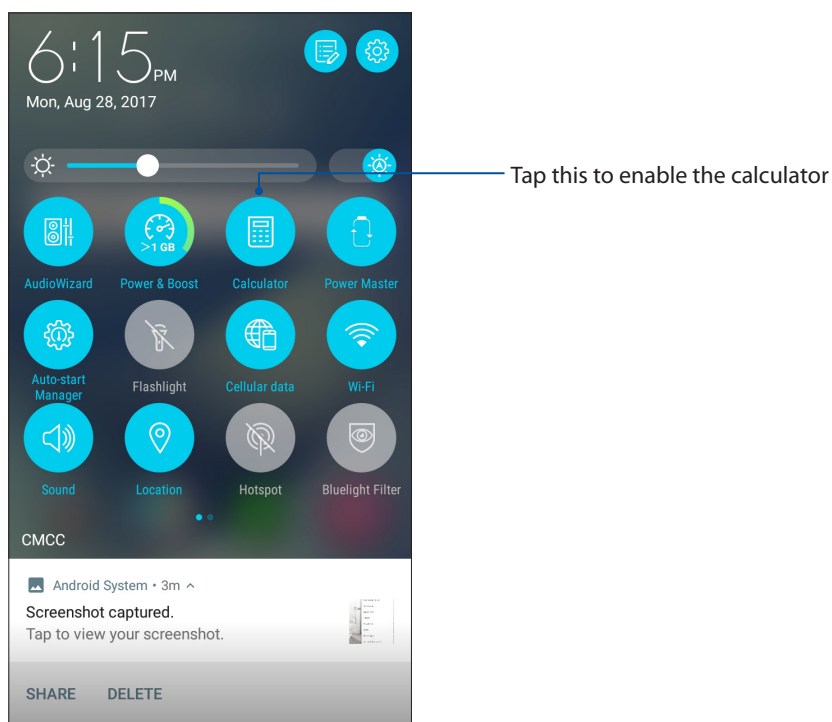 6:15 PM
Mon, Aug 28, 2017
A
Tap this to enable the calculator
>1 GB
AudioWizard Power & Boost Calculator Power Master
Auto-start
Manager Flashlight Cellular data Wi-Fi
Sound Location Hotspot Bluelight Filter
CMCC
Android System • 3m
Screenshot captured.
Tap to view your screenshot.
SHARE DELETE